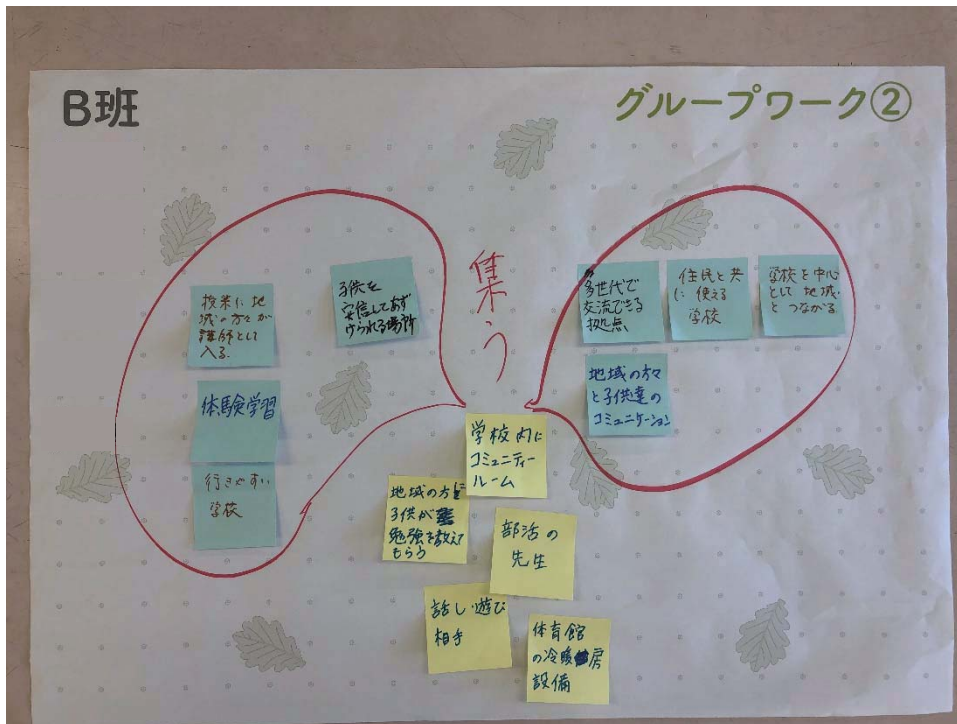 B班
グループワーク②
集う
授業に地
域の方々が
講師として
入る
子供を
安信してあず
けられる場所
体験学習
行きやすい
学校
多世代で
交流できる
拠点
住民と共
に使える
学校
学校を中心
として地域
とつながる
地域の方々
と子供達の
コミュニケーション
学校内に
コミュニティー
ルーム
地域の方に
子供が
勉強を教えて
もらう
部活の
先生
話し・遊び
相手
体育館
の冷暖房
設備